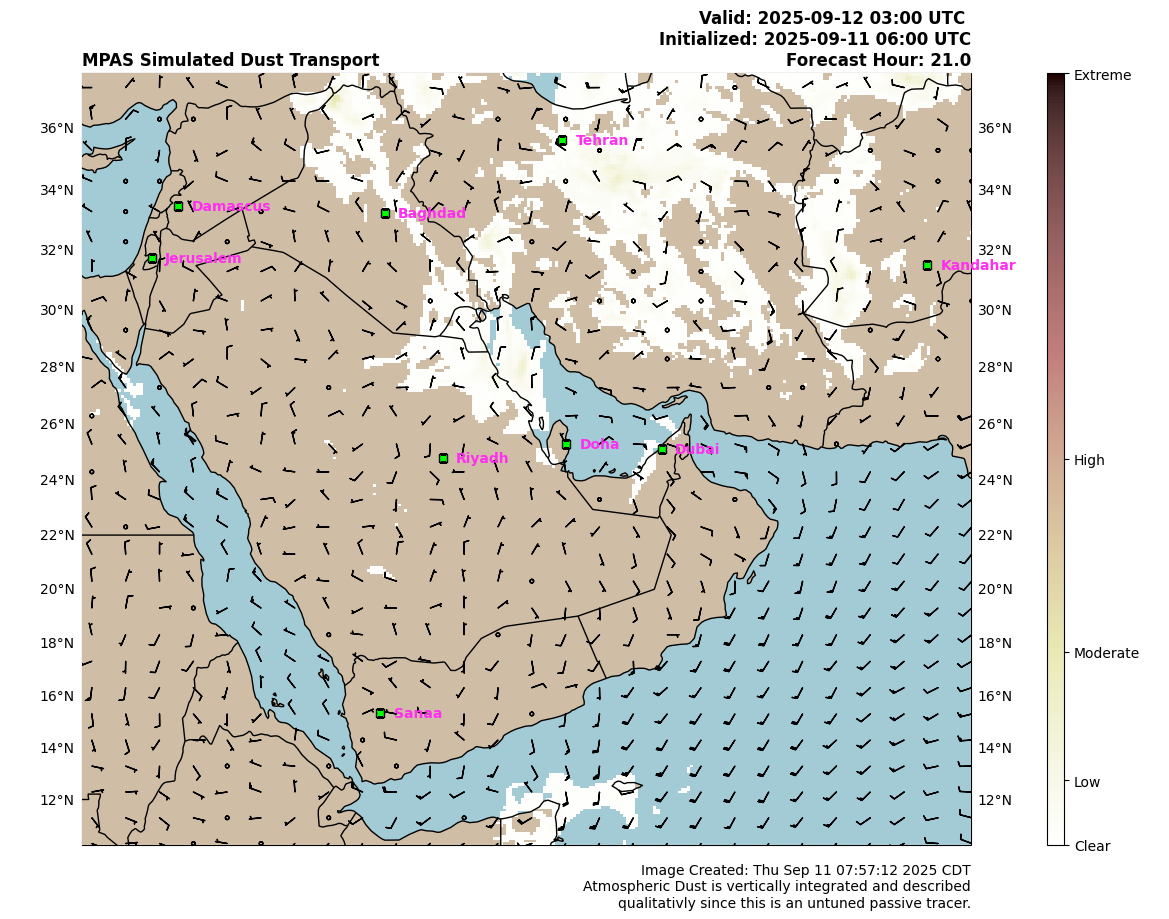 Valid: 2025-09-12 03:00 UTC
Initialized: 2025-09-11 06:00 UTC
MPAS Simulated Dust Transport
Forecast Hour: 21.0
Extreme
36°N
36°N
Tehran
34°N
34°N
Damascus
Baghdad
32°N
32°N
Jerusalem
Kandahar
30°N
30°N
28°N
28°N
26°N
26°N
Doha
Dubai
Riyadh
High
24°N
24°N
22°N
22°N
20°N
20°N
18°N
18°N
Moderate
16°N
16°N
Sanaa
14°N
14°N
Low
12°N
12°N
Clear
Image Created: Thu Sep 11 07:57:12 2025 CDT
Atmospheric Dust is vertically integrated and described
qualitativly since this is an untuned passive tracer.